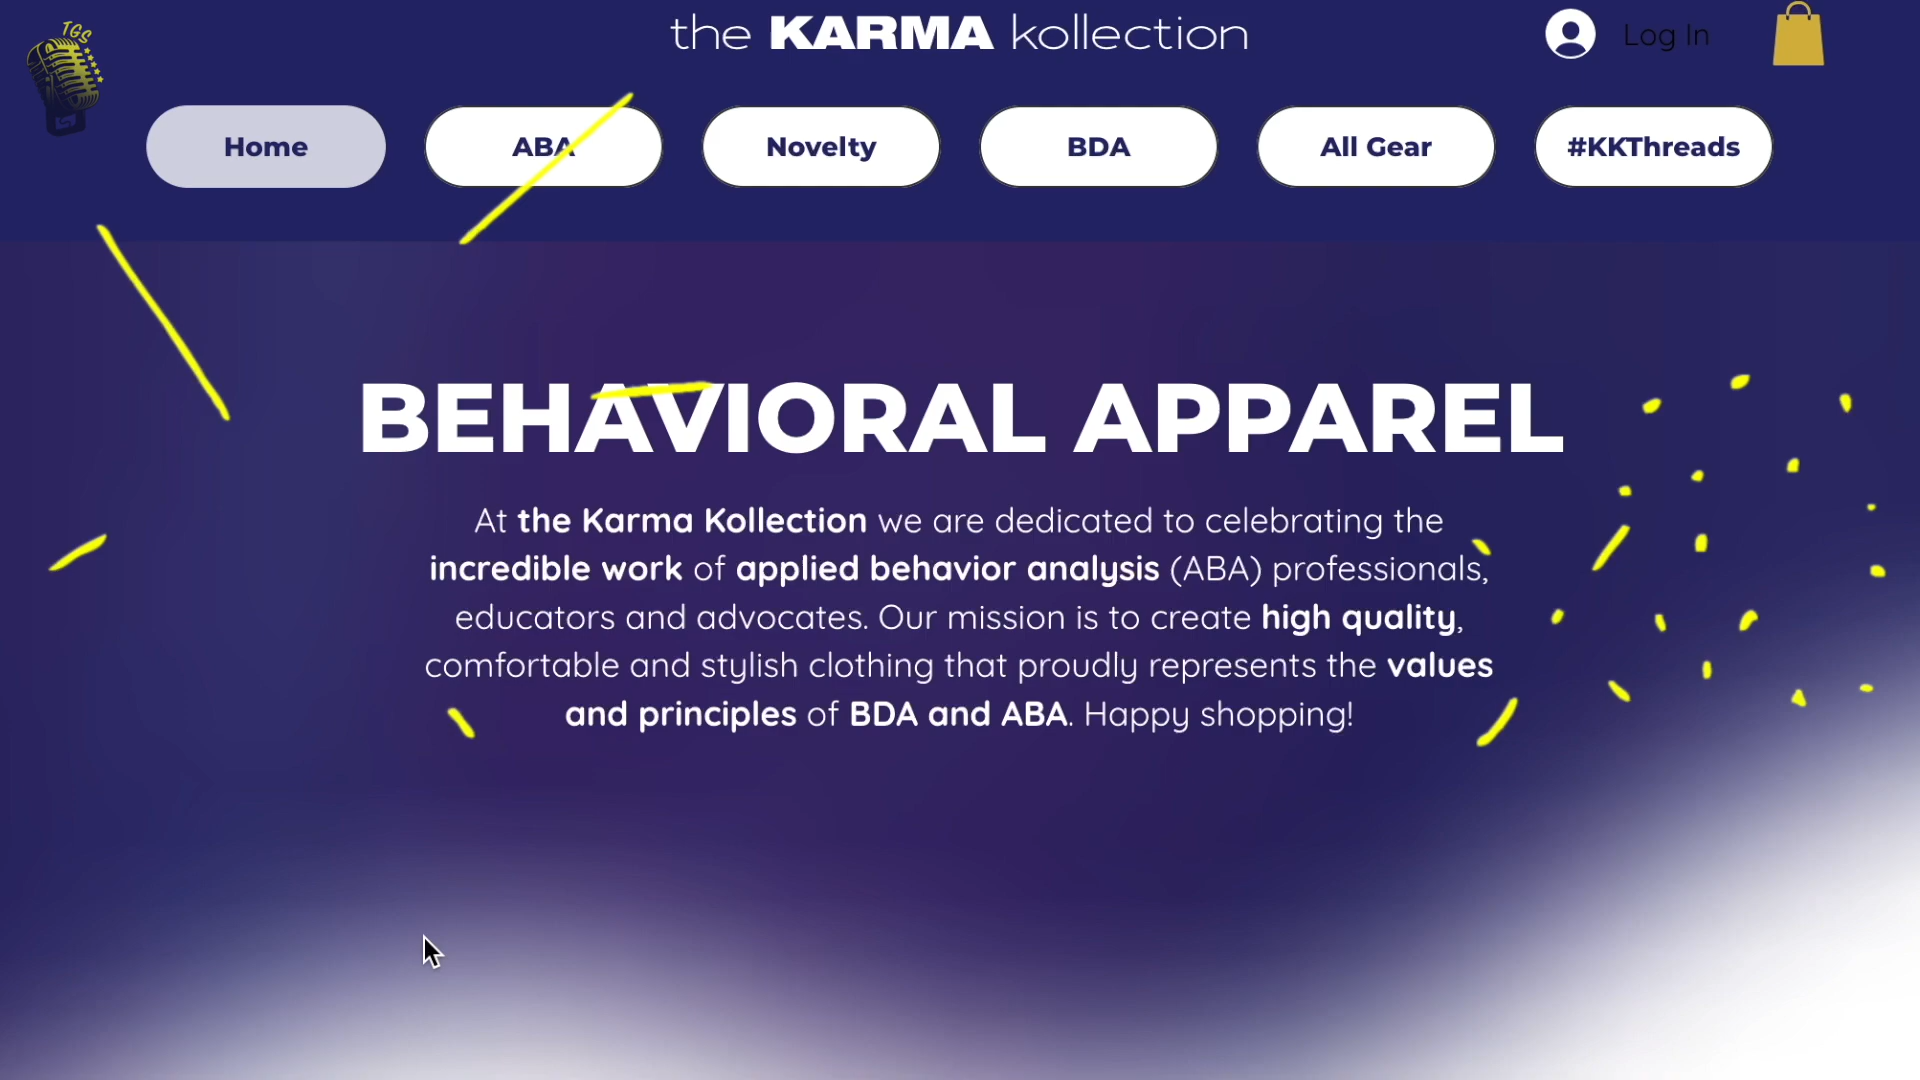 TGS
the KARMA kollection
Log In
Home
ABA
Novelty
BDA
All Gear
#KKThreads
BEHAVIORAL APPAREL
At the Karma Kollection we are dedicated to celebrating the
incredible work of applied behavior analysis (ABA) professionals,
educators and advocates. Our mission is to create high quality,
comfortable and stylish clothing that proudly represents the values
and principles of BDA and ABA. Happy shopping!